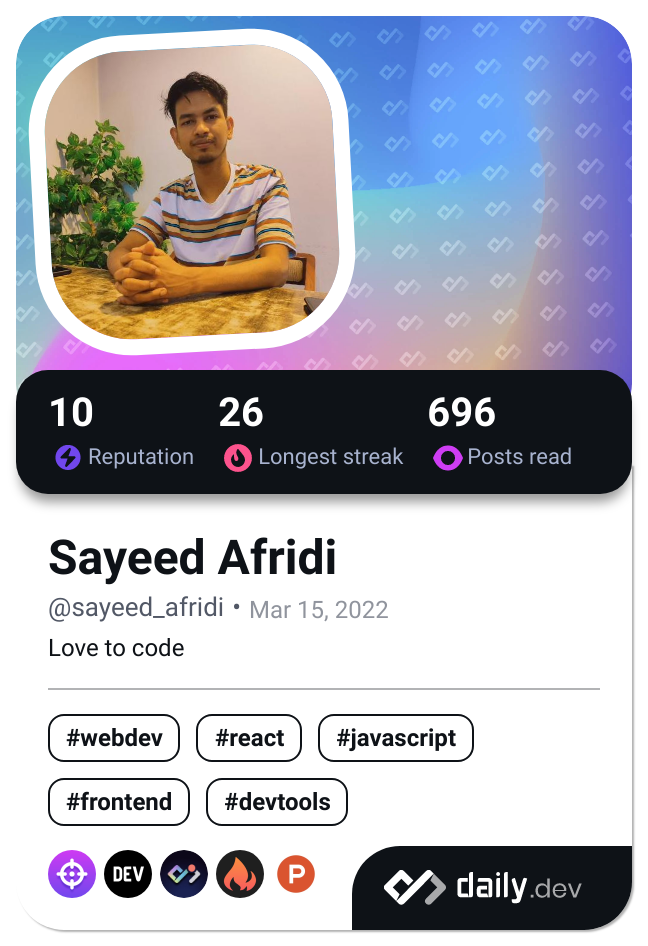 10 26 696
Reputation Longest streak Posts read
Sayeed Afridi
@sayeed_afridi • Mar 15, 2022
Love to code
#webdev #react #javascript
#frontend #devtools
DEV P
daily.dev